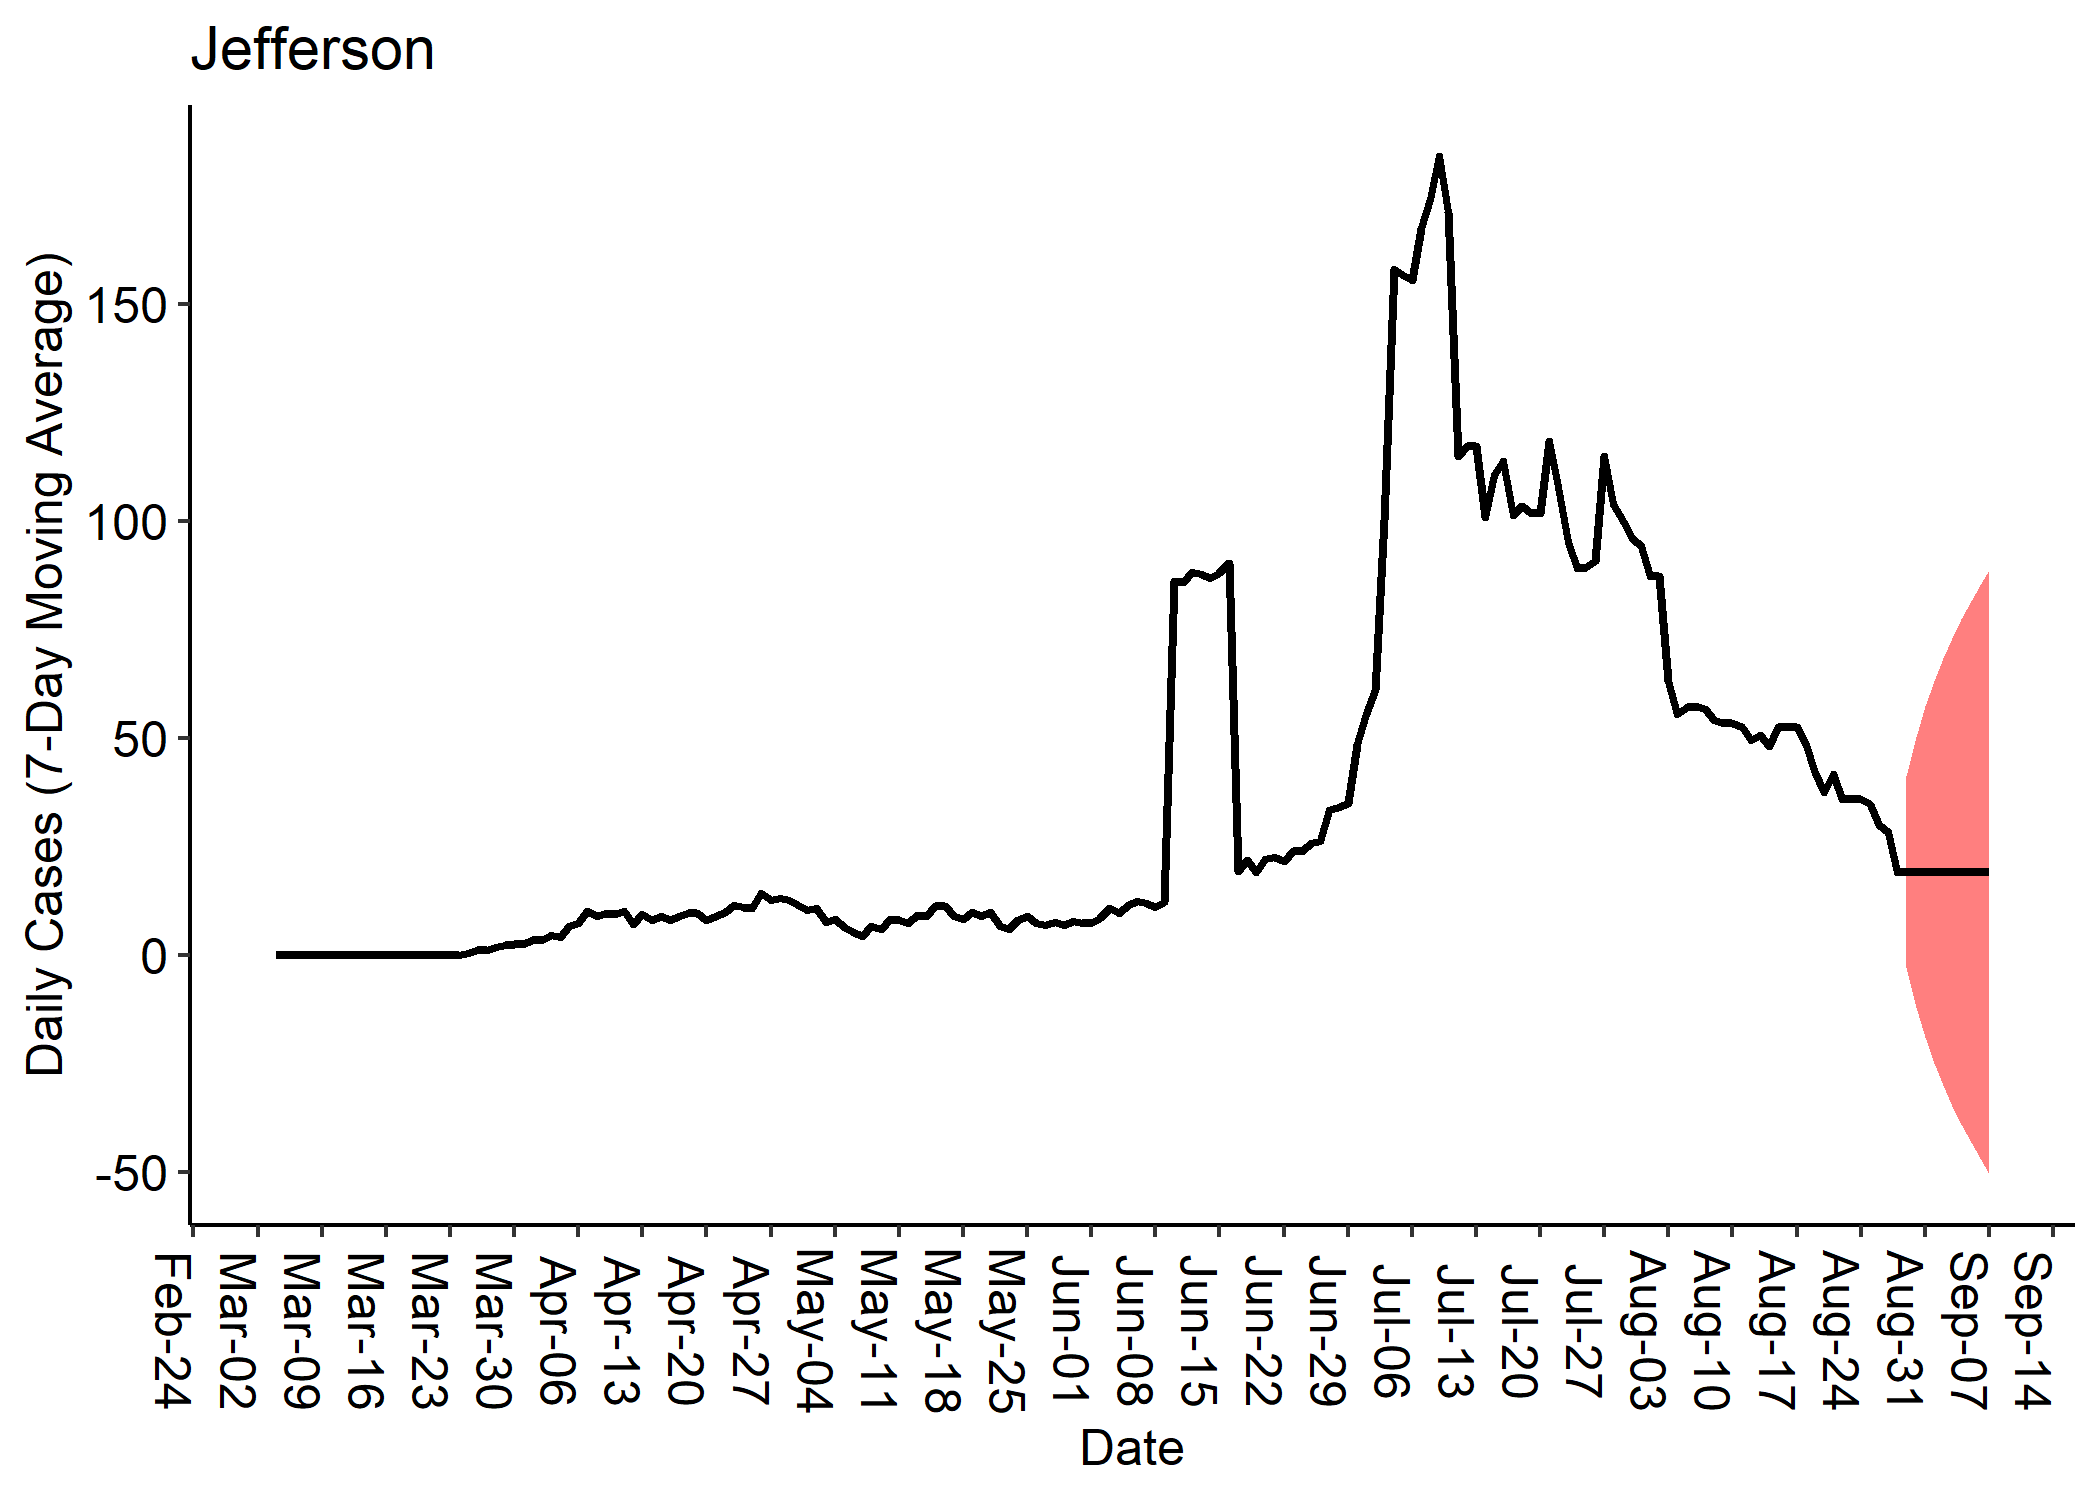 Jefferson
Daily Cases (7-Day Moving Average)
150
100
50
0
-50
Feb-24
Mar-02
Mar-09
Mar-16
Mar-23
Mar-30
Apr-06
Apr-13
Apr-20
Apr-27
May-04
May-11
May-18
May-25
Jun-01
Jun-08
Jun-15
Jun-22
Jun-29
Jul-06
Jul-13
Jul-20
Jul-27
Aug-03
Aug-10
Aug-17
Aug-24
Aug-31
Sep-07
Sep-14
Date